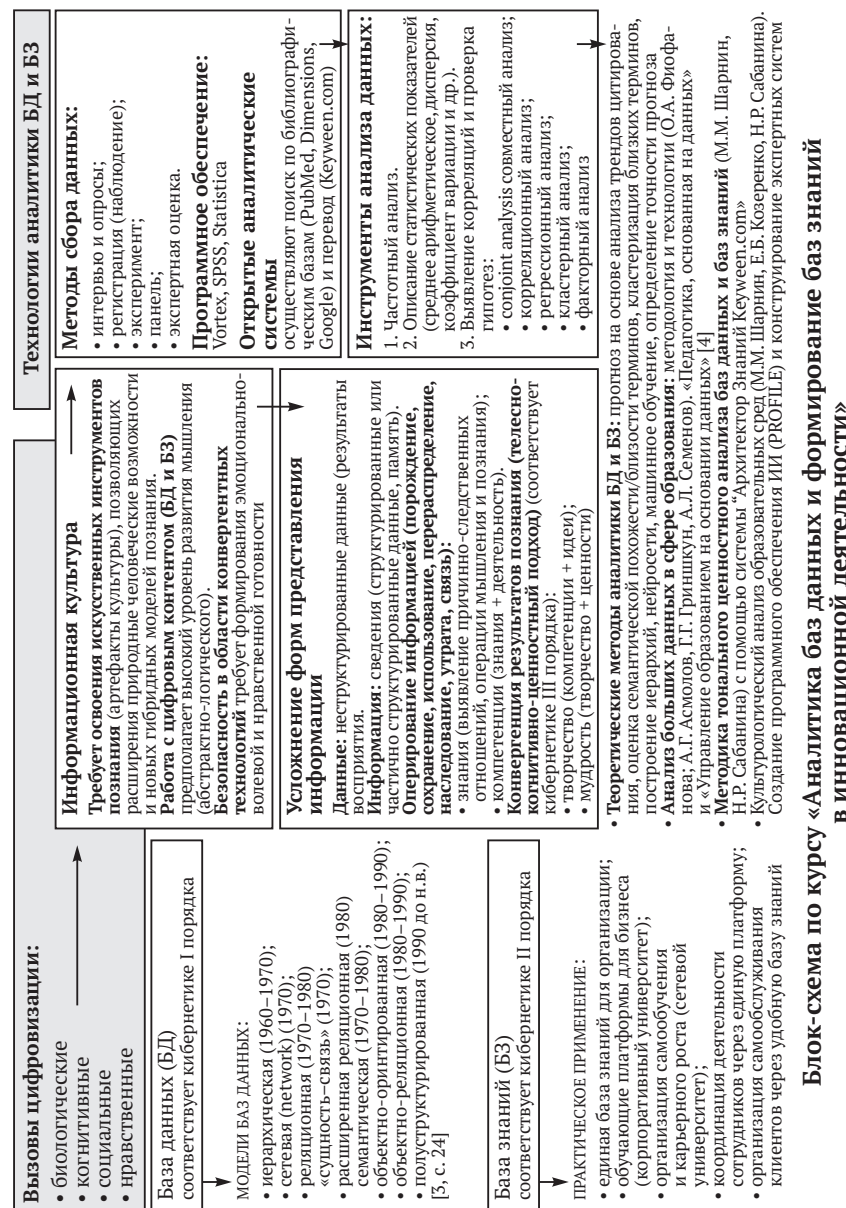 Вызовы цифровизации:
• биологические
• когнитивные
• социальные
• нравственные
База данных (БД)
соответствует кибернетике I порядка
МОДЕЛИ БАЗ ДАННЫХ:
• иерархическая (1960–1970);
• сетевая (network) (1970);
• реляционная (1970–1980)
«сущность–связь» (1970);
• расширенная реляционная (1980)
семантическая (1970–1980);
• объектно-оринтированная (1980–1990);
• объектно-реляционная (1980–1990);
• полуструктурированная (1990 до н.в.)
[3, с. 24]
База знаний (БЗ)
соответствует кибернетике II порядка
ПРАКТИЧЕСКОЕ ПРИМЕНЕНИЕ:
• единая база знаний для организации;
• обучающие платформы для бизнеса
(корпоративный университет);
• организация самообучения
и карьерного роста (сетевой
университет);
• координация деятельности
сотрудников через единую платформу;
• организация самообслуживания
клиентов через удобную базу знаний
Информационная культура
Требует освоения искусственных инструментов
познания (артефакты культуры), позволяющих
расширения природные человеческие возможности
и новых гибридных моделей познания.
Работа с цифровым контентом (БД и БЗ)
предполагает высокий уровень развития мышления
(абстрактно-логического).
Безопасность в области конвергентных
технологий требует формирования эмоционально-
волевой и нравственной готовности
Усложнение форм представления
информации
Данные: неструктурированные данные (результаты
восприятия.
Информация: сведения (структурированные или
частично структурированные данные, память).
Оперирование информацией (порождение,
сохранение, использование, перераспределение,
наследование, утрата, связь):
• знания (выявление причинно-следственных
отношений, операции мышления и познания);
• компетенции (знания + деятельность).
Конвергенция результатов познания (телесно-
когнитивно-ценностный подход) (соответствует
кибернетике III порядка):
• творчество (компетенции + идеи);
• мудрость (творчество + ценности)
Технологии аналитики БД и БЗ
Методы сбора данных:
• интервью и опросы;
• регистрация (наблюдение);
• эксперимент;
• панель;
• экспертная оценка.
Программное обеспечение:
Vortex, SPSS, Statistica
Открытые аналитические
системы
осуществляют поиск по библиографи-
ческим базам (PubMed, Dimensions,
Google) и перевод (Keyween.com)
Инструменты анализа данных:
1. Частотный анализ.
2. Описание статистических показателей
(среднее арифметическое, дисперсия,
коэффициент вариации и др.).
3. Выявление корреляций и проверка
гипотез:
• conjoint analysis совместный анализ;
• корреляционный анализ;
• регрессионный анализ;
• кластерный анализ;
• факторный анализ
• Теоретические методы аналитики БД и БЗ: прогноз на основе анализа трендов цитирова-
ния, оценка семантической похожести/близости терминов, кластеризация близких терминов,
построение иерархий, нейросети, машинное обучение, определение точности прогноза
• Анализ больших данных в сфере образования: методология и технологии (О.А. Фиофа-
нова; А.Г. Асмолов, Г.Г. Гриншкун, А.Л. Семенов). «Педагогика, основанная на данных»
и «Управление образованием на основании данных» [4]
• Методика тонального ценностного анализа баз данных и баз знаний (М.М. Шарнин,
Н.Р. Сабанина) с помощью системы "Архитектор Знаний Keyween.com»
• Культурологический анализ образовательных сред (М.М. Шарнин, Е.Б. Козеренко, Н.Р. Сабанина).
Создание программного обеспечения ИИ (PROFILE) и конструирование экспертных систем
Блок-схема по курсу «Аналитика баз данных и формирование баз знаний
в инновационной деятельности»